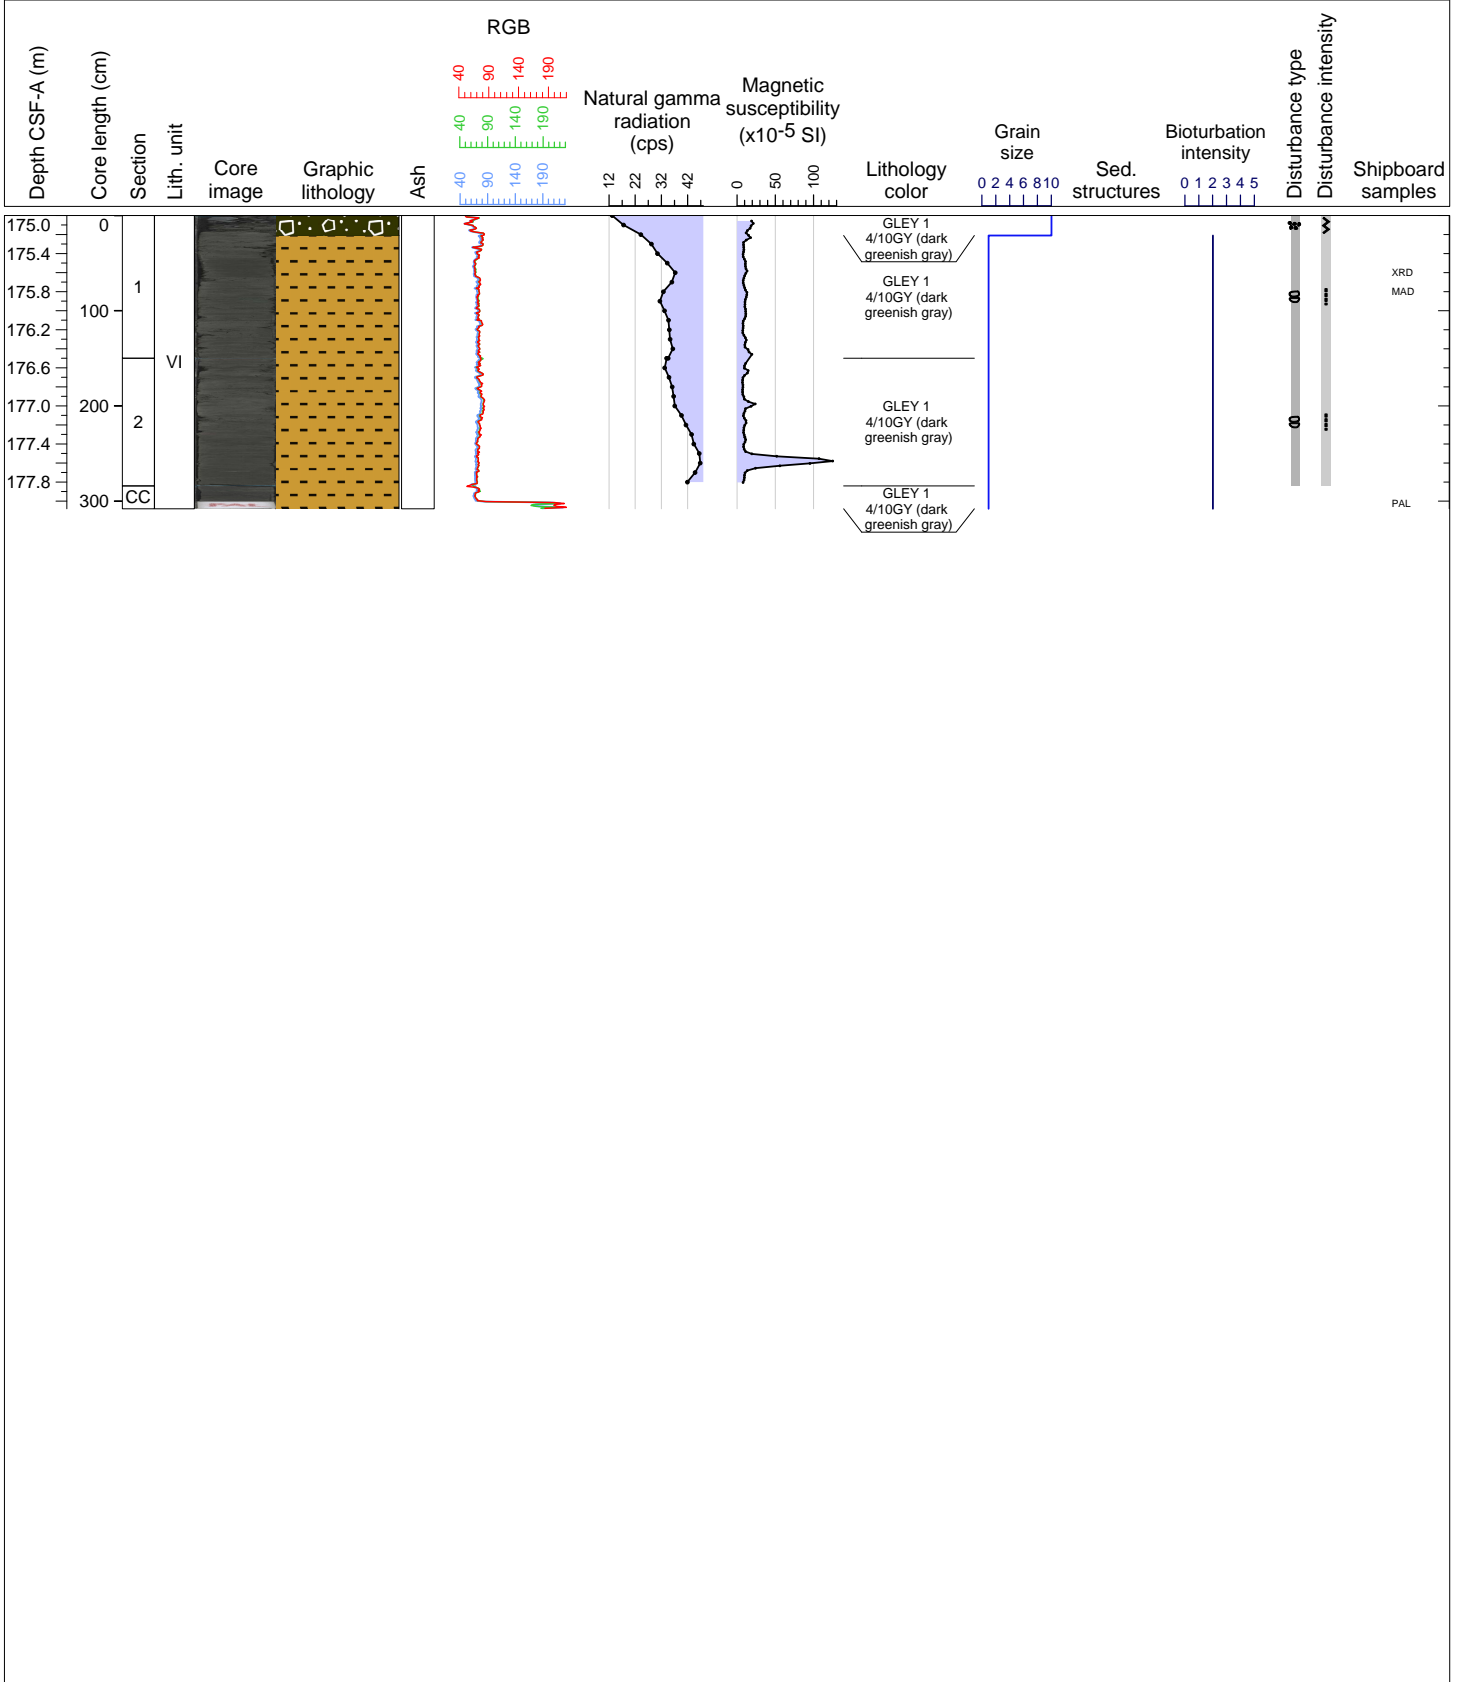 Depth CSF-A (m)
Core length (cm)
Section
Lith. unit
Core
image
Graphic
lithology
Ash
RGB
40 90 140 190
40 90 140 190
40 90 140 190
Natural gamma
radiation
(cps)
12 22 32 42
Magnetic
susceptibility
(x10-5 SI)
0 50 100
Lithology
color
Grain
size
0 2 4 6 8 10
Sed.
structures
Bioturbation
intensity
0 1 2 3 4 5
Disturbance type
Disturbance intensity
Shipboard
samples
175.0
175.4
175.8
176.2
176.6
177.0
177.4
177.8
0
100
200
300
1
2
CC
VI
GLEY 1
4/10GY (dark
greenish gray)
GLEY 1
4/10GY (dark
greenish gray)
GLEY 1
4/10GY (dark
greenish gray)
GLEY 1
4/10GY (dark
greenish gray)
XRD
MAD
PAL